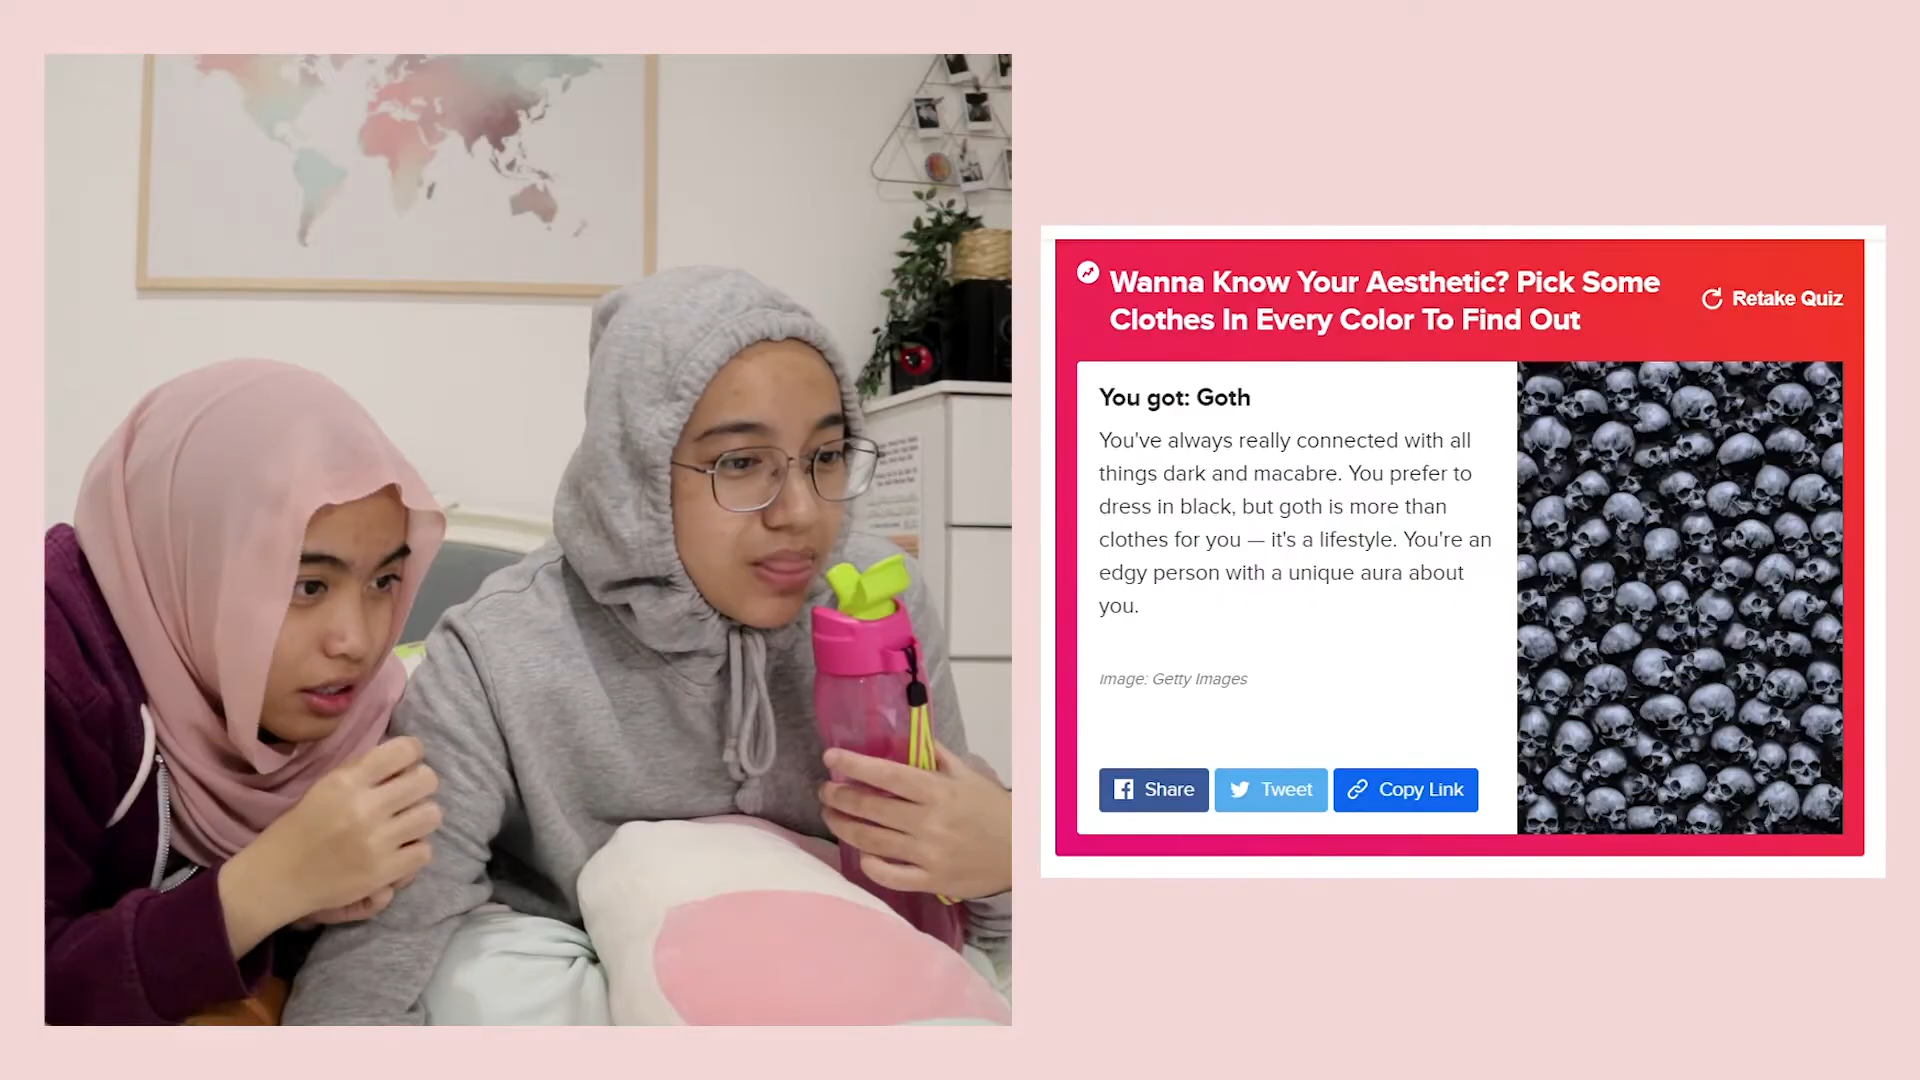 Wanna Know Your Aesthetic? Pick Some
Clothes In Every Color To Find Out
Retake Quiz
You got: Goth
You've always really connected with all
things dark and macabre. You prefer to
dress in black, but goth is more than
clothes for you — it's a lifestyle. You're an
edgy person with a unique aura about
you.
Image: Getty Images
Share
Tweet
Copy Link